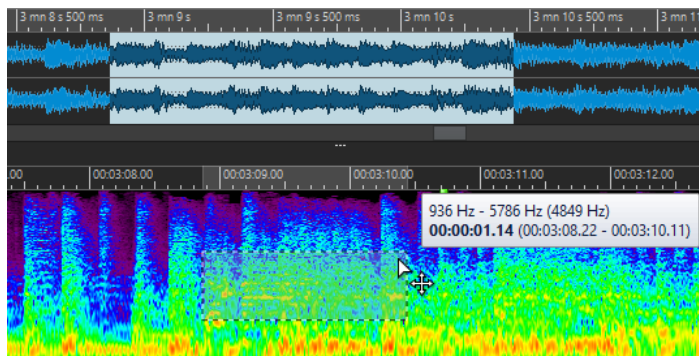 3 mn 8 s 500 ms 3 mn 9 s 3 mn 9 s 500 ms 3 mn 10 s 3 mn 10 s 500 ms 3 mn 1
.00 00:03:08.00 00:03:09.00 00:03:10.00 00:03:11.00 00:03:12.00
936 Hz - 5786 Hz (4849 Hz)
00:00:01.14 (00:03:08.22 - 00:03:10.11)